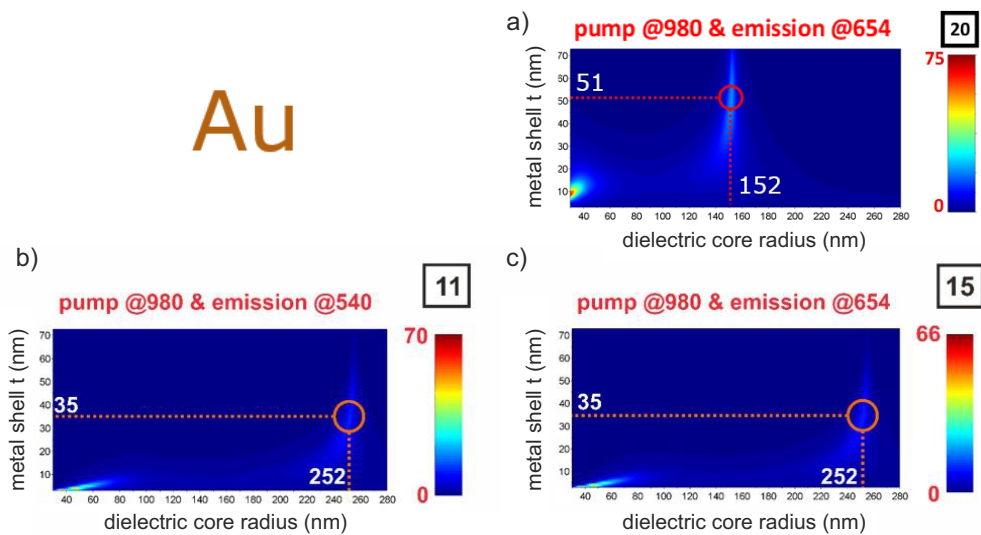 Au
a)
pump @980 & emission @654
20
metal shell t (nm)
70
60
50
40
30
20
10
51
152
40 60 80 100 120 140 160 180 200 220 240 260 280
dielectric core radius (nm)
75
0
b)
pump @980 & emission @540
11
metal shell t (nm)
70
60
50
40
30
20
10
35
252
40 60 80 100 120 140 160 180 200 220 240 260 280
dielectric core radius (nm)
70
0
c)
pump @980 & emission @654
15
metal shell t (nm)
70
60
50
40
30
20
10
35
252
40 60 80 100 120 140 160 180 200 220 240 260 280
dielectric core radius (nm)
66
0